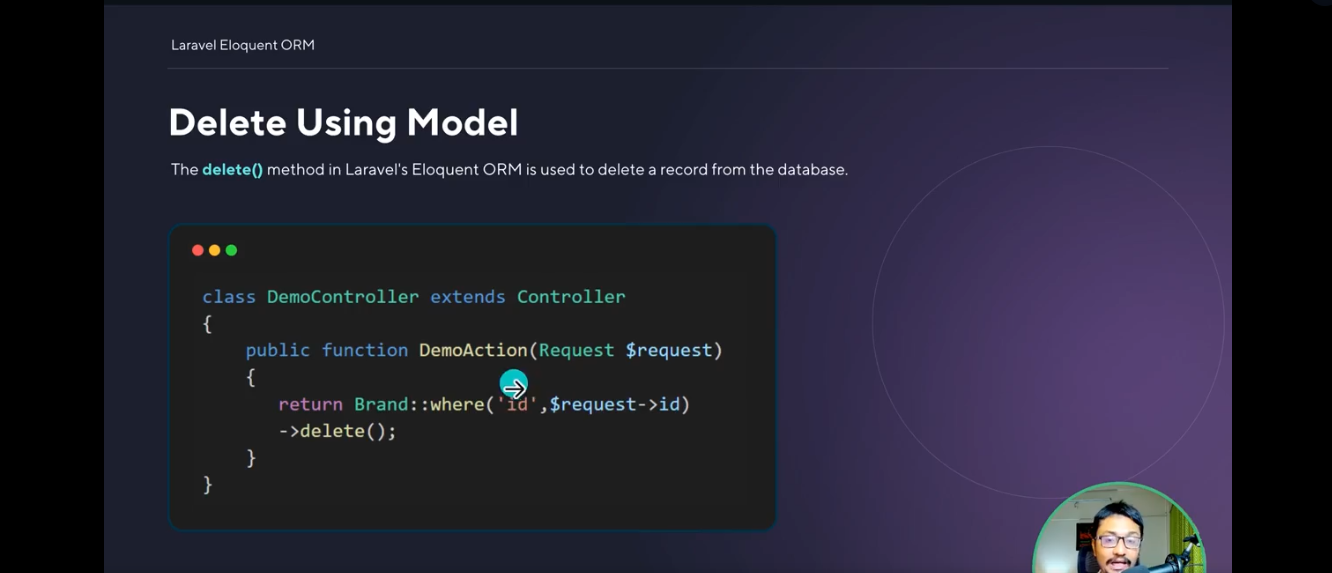 Laravel Eloquent ORM
Delete Using Model
The delete() method in Laravel's Eloquent ORM is used to delete a record from the database.
class DemoController extends Controller
{
public function DemoAction(Request $request)
{
return Brand::where('id',$request->id)
->delete();
}
}